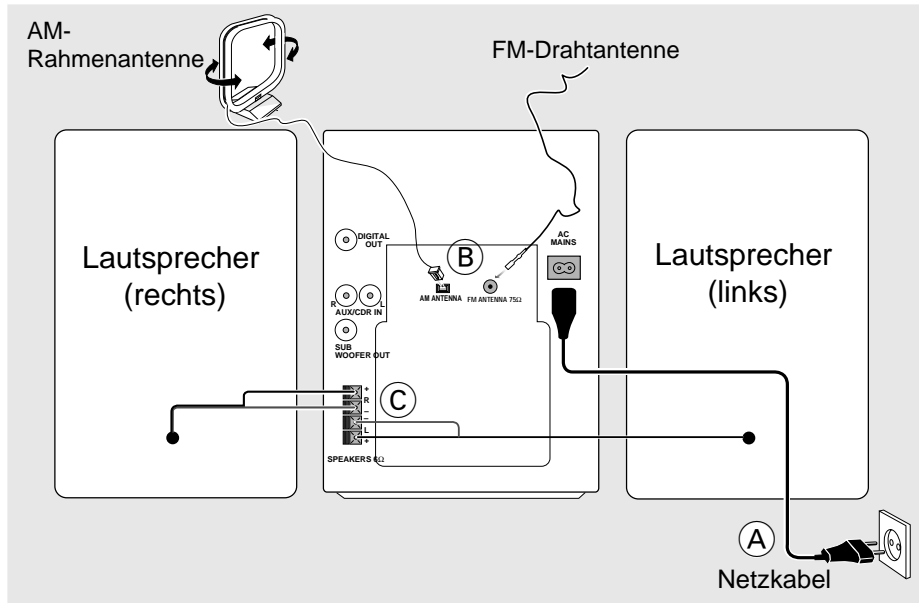 AM-
Rahmenantenne
FM-Drahtantenne
Lautsprecher
(rechts)
DIGITAL
OUT
B
AC
MAINS
Lautsprecher
(links)
AM ANTENNA
FM ANTENNA 75Ω
R
L
AUX/CDR IN
SUB
WOOFER OUT
+
R
–
C
–
L
+
SPEAKERS 6Ω
A
Netzkabel